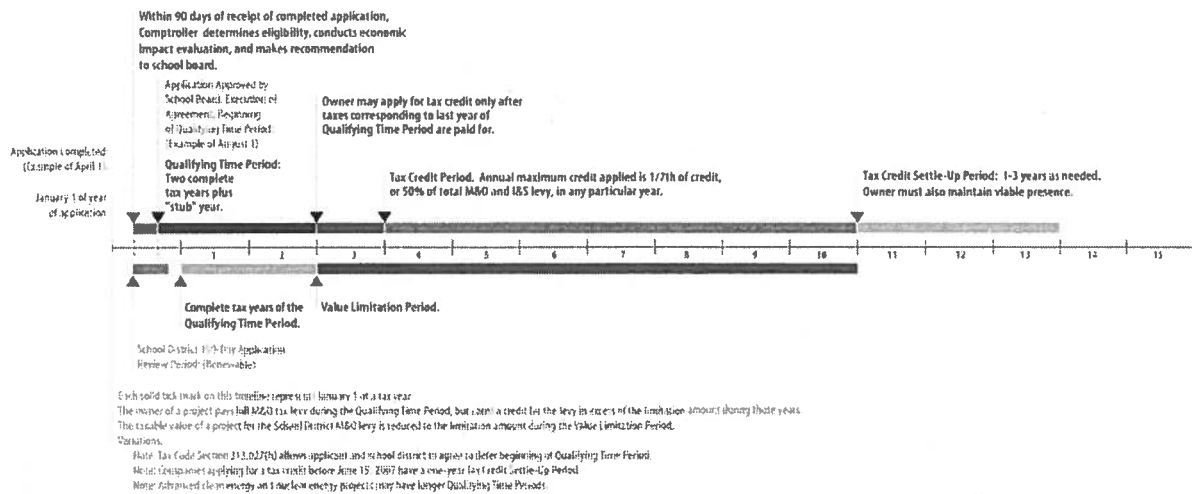 Within 90 days of receipt of completed application,
Comptroller determines eligibility, conducts economic
impact evaluation, and makes recommendation
to school board.
Application Approved by
School Board. Execution of
Agreement. Beginning
of Qualifying Time Period.
(Example of August 1)
Owner may apply for tax credit only after
taxes corresponding to last year of
Qualifying Time Period are paid for.
Application Completed
(Example of April 1).
Qualifying Time Period:
Two complete
tax years plus
"stub" year.
Tax Credit Period. Annual maximum credit applied is 1/7th of credit,
or 50% of total M&O and I&S levy, in any particular year.
Tax Credit Settle-Up Period: 1-3 years as needed.
Owner must also maintain viable presence.
January 1 of year
of application
1 2 3 4 5 6 7 8 9 10 11 12 13 14 15
Complete tax years of the
Qualifying Time Period.
Value Limitation Period.
School District Application
Review Period (Renewable)
Each solid tick mark on this timeline represents January 1 of a tax year
The owner of a project pays full M&O tax levy during the Qualifying Time Period, but earns a credit for the levy in excess of the limitation amount during those years.
The taxable value of a project for the School District M&O levy is reduced to the limitation amount during the Value Limitation Period.
Variations.
Note: Tax Code Section 313.027(h) allows applicant and school district to agree to defer beginning of Qualifying Time Period.
Note: Companies applying for a tax credit before June 15, 2007 have a one-year Tax Credit Settle-Up Period.
Note: Advanced clean energy and nuclear energy projects may have longer Qualifying Time Periods.